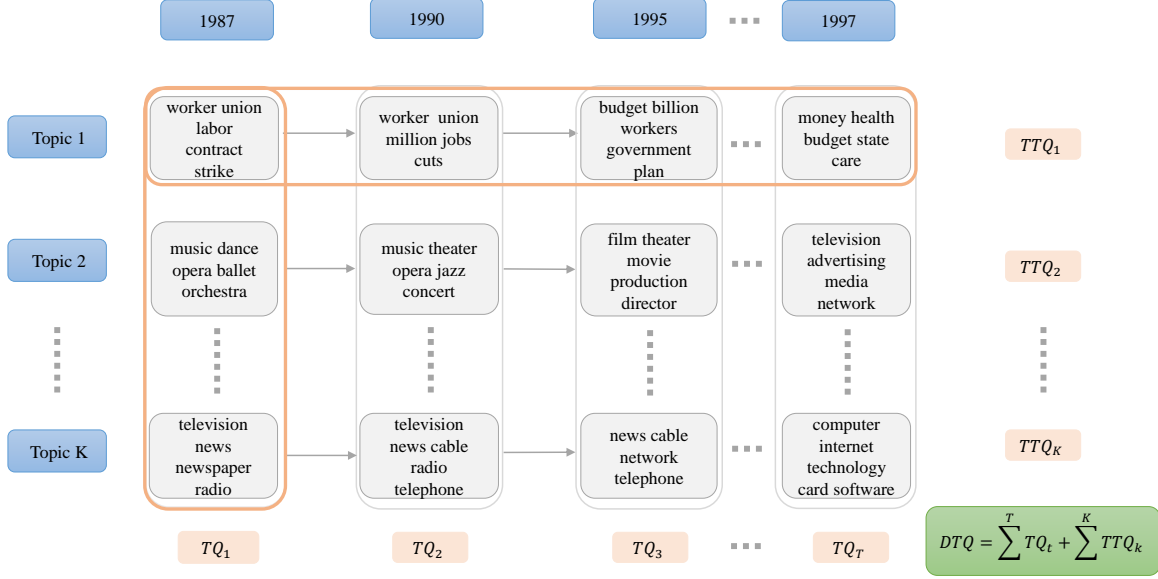 1987
1990
1995
1997
Topic 1
worker union
labor
contract
strike
worker union
million jobs
cuts
budget billion
workers
government
plan
money health
budget state
care
TTQ₁
Topic 2
music dance
opera ballet
orchestra
music theater
opera jazz
concert
film theater
movie
production
director
television
advertising
media
network
TTQ₂
Topic K
television
news
newspaper
radio
television
news cable
radio
telephone
news cable
network
telephone
computer
internet
technology
card software
TTQ_K
TQ₁
TQ₂
TQ₃
TQ_T
DTQ = ∑^T TQ_t + ∑^K TTQ_k